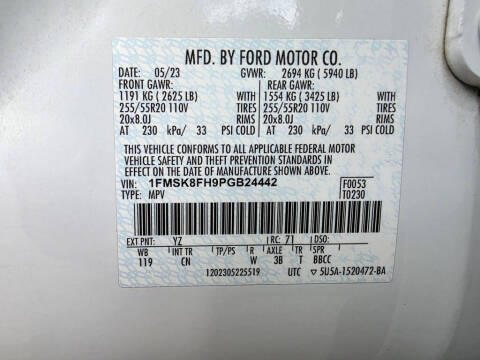 MFD. BY FORD MOTOR CO.
DATE: 05/23 GVWR: 2694 KG ( 5940 LB)
FRONT GAWR: REAR GAWR:
1191 KG ( 2625 LB) WITH 1554 KG ( 3425 LB) WITH
255/55R20 110V TIRES 255/55R20 110V TIRES
20x8.0J RIMS 20x8.0J RIMS
AT 230 kPa/ 33 PSI COLD AT 230 kPa/ 33 PSI COLD
THIS VEHICLE CONFORMS TO ALL APPLICABLE FEDERAL MOTOR
VEHICLE SAFETY AND THEFT PREVENTION STANDARDS IN
EFFECT ON THE DATE OF MANUFACTURE SHOWN ABOVE.
VIN: 1FMSK8FH9PGB24442 F0053
TYPE: MPV T0230
EXT PNT: YZ RC: 71 DSO:
WB INT TR TP/PS R AXLE TR SPR
119 CN W 3B T BBCC
1202305225519 UTC 5U5A-1520472-BA